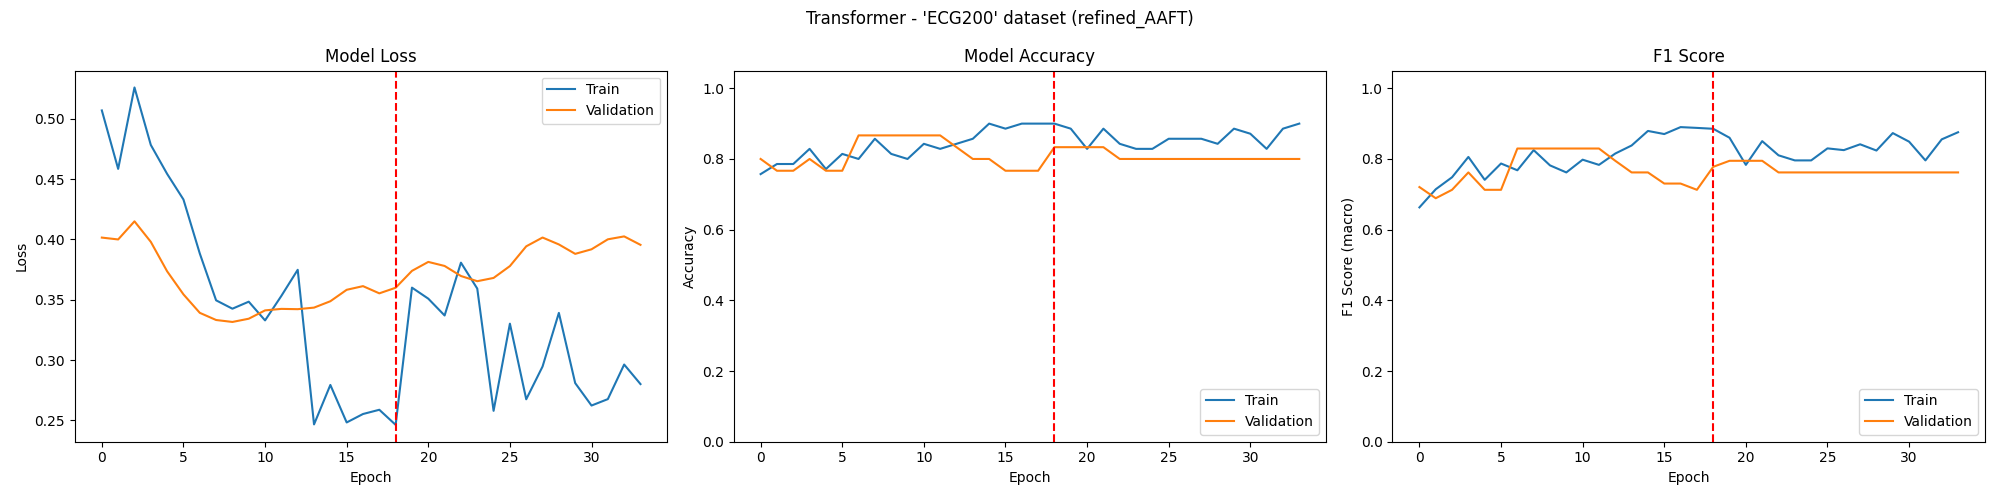 Transformer - 'ECG200' dataset (refined_AAFT)
Model Loss
Loss
0.50
0.45
0.40
0.35
0.30
0.25
0 5 10 15 20 25 30
Epoch
Train
Validation
Model Accuracy
Accuracy
1.0
0.8
0.6
0.4
0.2
0.0
0 5 10 15 20 25 30
Epoch
Train
Validation
F1 Score
F1 Score (macro)
1.0
0.8
0.6
0.4
0.2
0.0
0 5 10 15 20 25 30
Epoch
Train
Validation